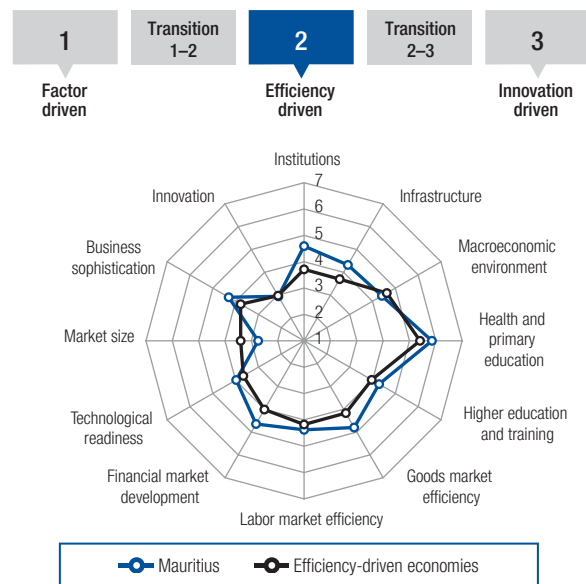 1
Transition
1–2
2
Transition
2–3
3
Factor
driven
Efficiency
driven
Innovation
driven
Institutions
7
6
5
4
3
2
1
Infrastructure
Macroeconomic
environment
Health and
primary
education
Higher education
and training
Goods market
efficiency
Labor market efficiency
Financial market
development
Technological
readiness
Market size
Business
sophistication
Innovation
Mauritius
Efficiency-driven economies